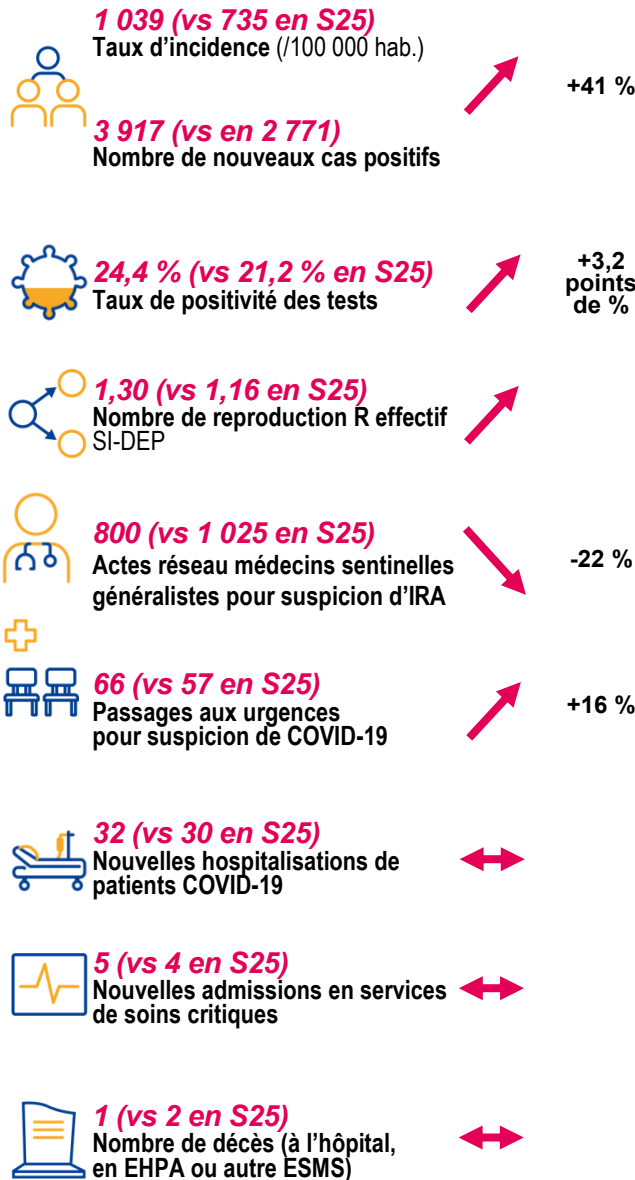 1 039 (vs 735 en S25)
Taux d'incidence (/100 000 hab.)
+41 %
3 917 (vs en 2 771)
Nombre de nouveaux cas positifs
24,4 % (vs 21,2 % en S25)
Taux de positivité des tests
+3,2
points
de %
1,30 (vs 1,16 en S25)
Nombre de reproduction R effectif
SI-DEP
800 (vs 1 025 en S25)
Actes réseau médecins sentinelles
généralistes pour suspicion d'IRA
-22 %
66 (vs 57 en S25)
Passages aux urgences
pour suspicion de COVID-19
+16 %
32 (vs 30 en S25)
Nouvelles hospitalisations de
patients COVID-19
5 (vs 4 en S25)
Nouvelles admissions en services
de soins critiques
1 (vs 2 en S25)
Nombre de décès (à l'hôpital,
en EHPA ou autre ESMS)